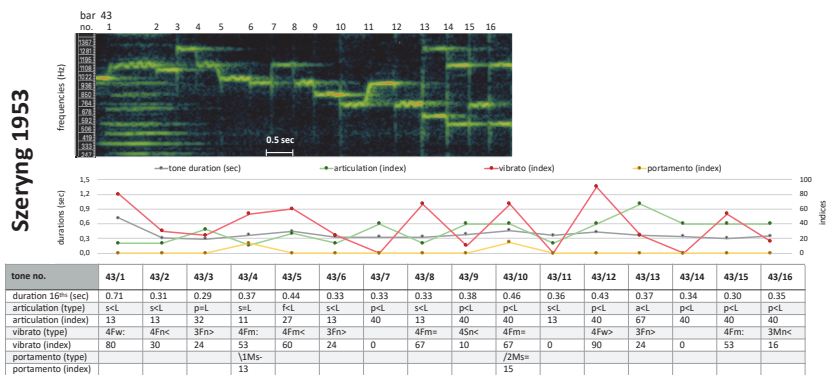 bar 43
no. 1 2 3 4 5 6 7 8 9 10 11 12 13 14 15 16
Szeryng 1953
frequencies (Hz)
1367
1281
1195
1108
1022
936
850
764
678
592
506
419
333
247
0.5 sec
tone duration (sec) articulation (index) vibrato (index) portamento (index)
durations (sec)
1,5
1,2
0,9
0,6
0,3
0,0
100
80
60
40
20
0
indices
tone no. 43/1 43/2 43/3 43/4 43/5 43/6 43/7 43/8 43/9 43/10 43/11 43/12 43/13 43/14 43/15 43/16
duration 16ths (sec) 0.71 0.31 0.29 0.37 0.44 0.33 0.33 0.33 0.38 0.46 0.36 0.43 0.37 0.34 0.30 0.35
articulation (type) s<L s<L p=L s=L f<L s<L p<L s<L p<L p<L s<L p<L a<L p<L p<L p<L
articulation (index) 13 13 32 11 27 13 40 13 40 40 13 40 67 40 40 40
vibrato (type) 4Fw: 4Fn< 3Fn> 4Fm: 4Fm< 3Fn> 4Fm= 4Sn< 4Fm= 4Fw> 3Fn> 4Fm: 3Mn<
vibrato (index) 80 30 24 53 60 24 0 67 10 67 0 90 24 0 53 16
portamento (type) \1Ms- /2Ms=
portamento (index) 13 15